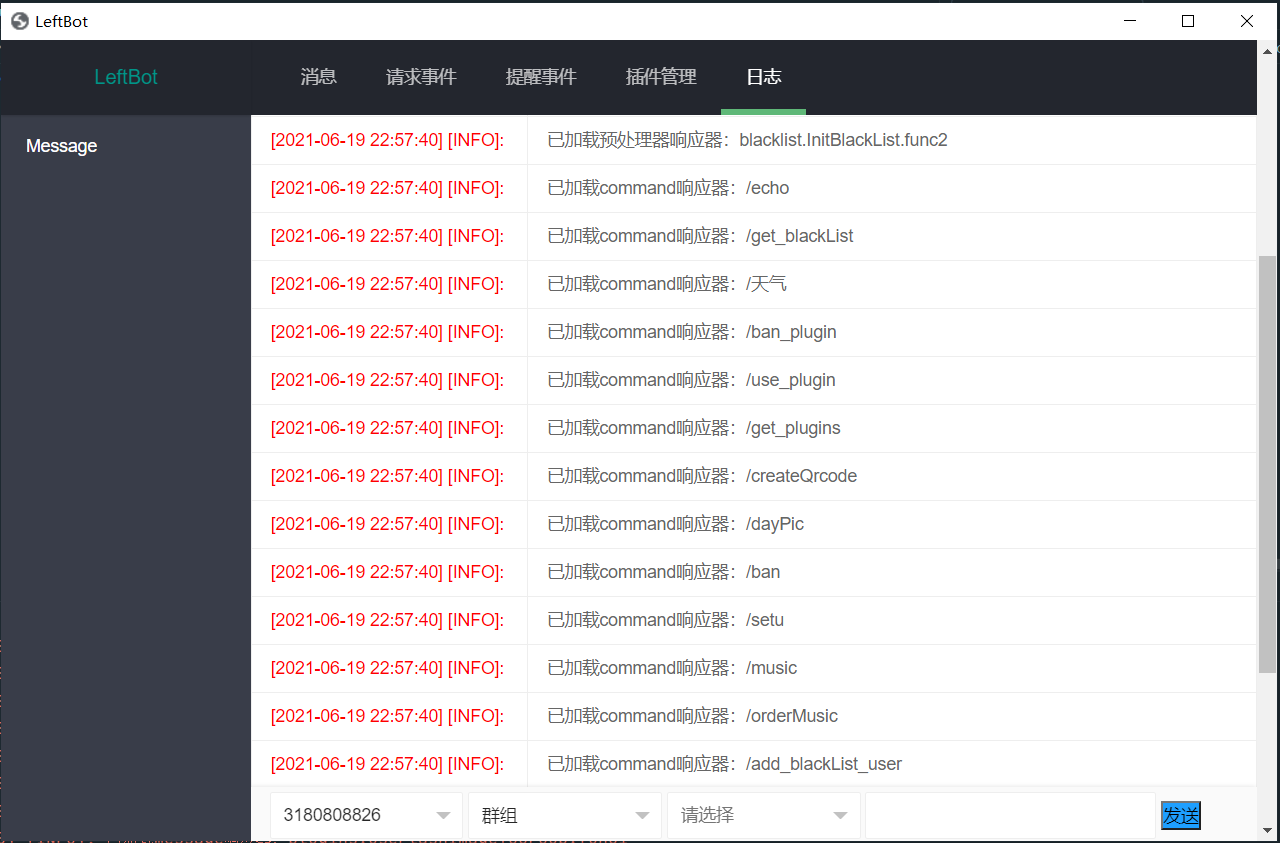 LeftBot
LeftBot 消息 请求事件 提醒事件 插件管理 日志
Message
[2021-06-19 22:57:40] [INFO]: 已加载预处理器响应器：blacklist.InitBlackList.func2
[2021-06-19 22:57:40] [INFO]: 已加载command响应器：/echo
[2021-06-19 22:57:40] [INFO]: 已加载command响应器：/get_blackList
[2021-06-19 22:57:40] [INFO]: 已加载command响应器：/天气
[2021-06-19 22:57:40] [INFO]: 已加载command响应器：/ban_plugin
[2021-06-19 22:57:40] [INFO]: 已加载command响应器：/use_plugin
[2021-06-19 22:57:40] [INFO]: 已加载command响应器：/get_plugins
[2021-06-19 22:57:40] [INFO]: 已加载command响应器：/createQrcode
[2021-06-19 22:57:40] [INFO]: 已加载command响应器：/dayPic
[2021-06-19 22:57:40] [INFO]: 已加载command响应器：/ban
[2021-06-19 22:57:40] [INFO]: 已加载command响应器：/setu
[2021-06-19 22:57:40] [INFO]: 已加载command响应器：/music
[2021-06-19 22:57:40] [INFO]: 已加载command响应器：/orderMusic
[2021-06-19 22:57:40] [INFO]: 已加载command响应器：/add_blackList_user
3180808826 群组 请选择 发送